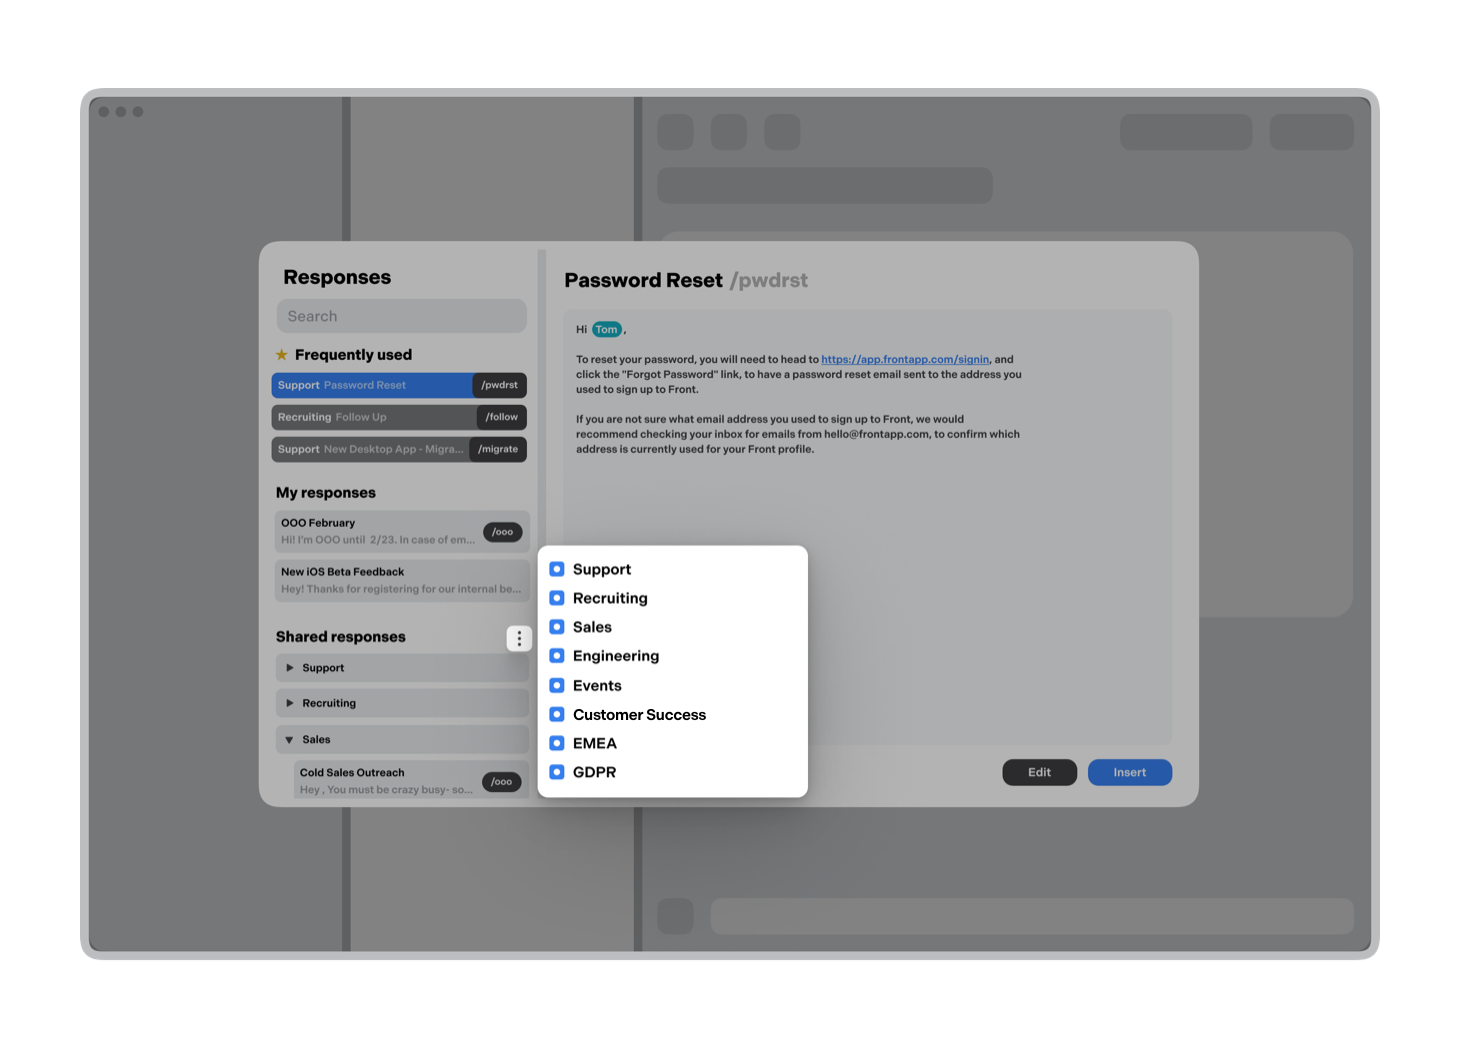 Responses
Search
Frequently used
Support Password Reset /pwdrst
Recruiting Follow Up /follow
Support New Desktop App - Migra... /migrate
My responses
OOO February
Hi! I'm OOO until 2/23. In case of em...
/ooo
New iOS Beta Feedback
Hey! Thanks for registering for our internal be...
Shared responses
Support
Recruiting
Sales
Cold Sales Outreach
Hey , You must be crazy busy- so...
/ooo
Password Reset /pwdrst
Hi Tom ,
To reset your password, you will need to head to https://app.frontapp.com/signin, and
click the "Forgot Password" link, to have a password reset email sent to the address you
used to sign up to Front.
If you are not sure what email address you used to sign up to Front, we would
recommend checking your inbox for emails from hello@frontapp.com, to confirm which
address is currently used for your Front profile.
Support
Recruiting
Sales
Engineering
Events
Customer Success
EMEA
GDPR
Edit
Insert